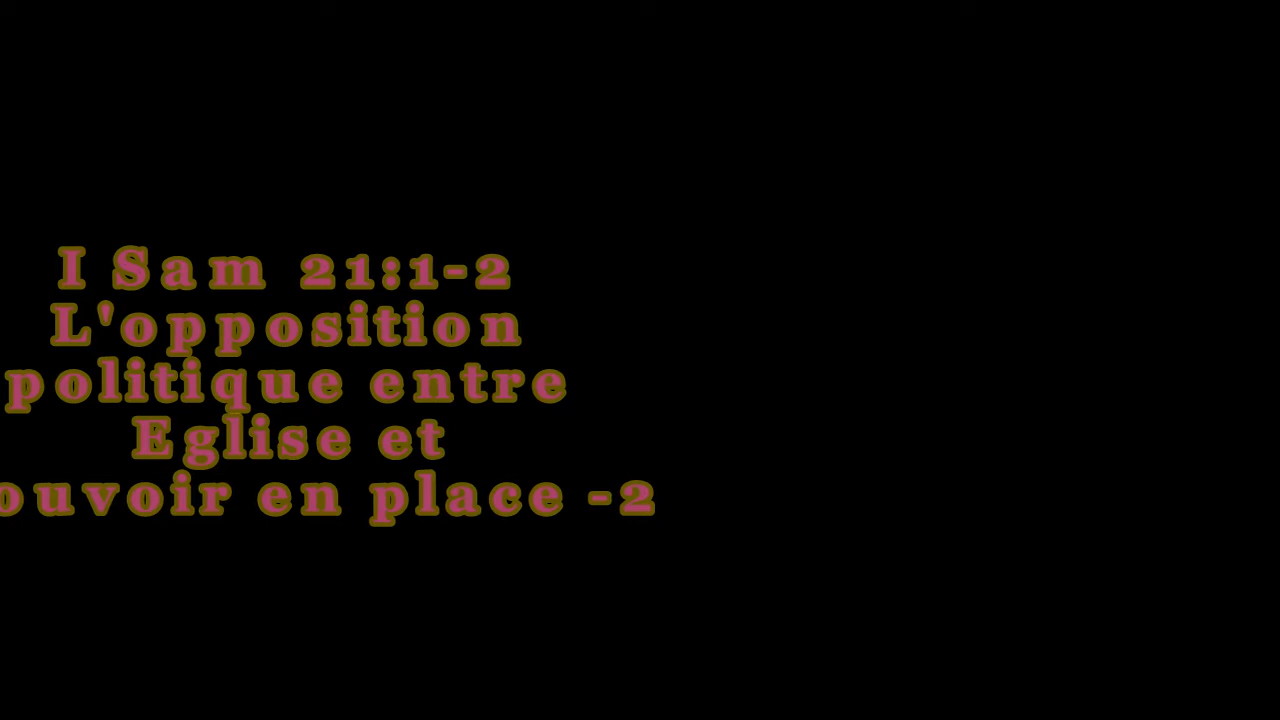 I Sam 21:1-2
L'opposition
politique entre
Eglise et
ouvoir en place -2